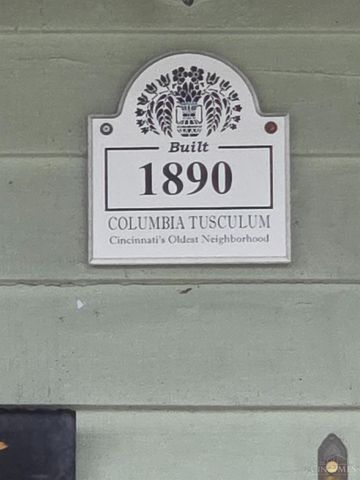 Built
1890
COLUMBIA TUSCULUM
Cincinnati's Oldest Neighborhood